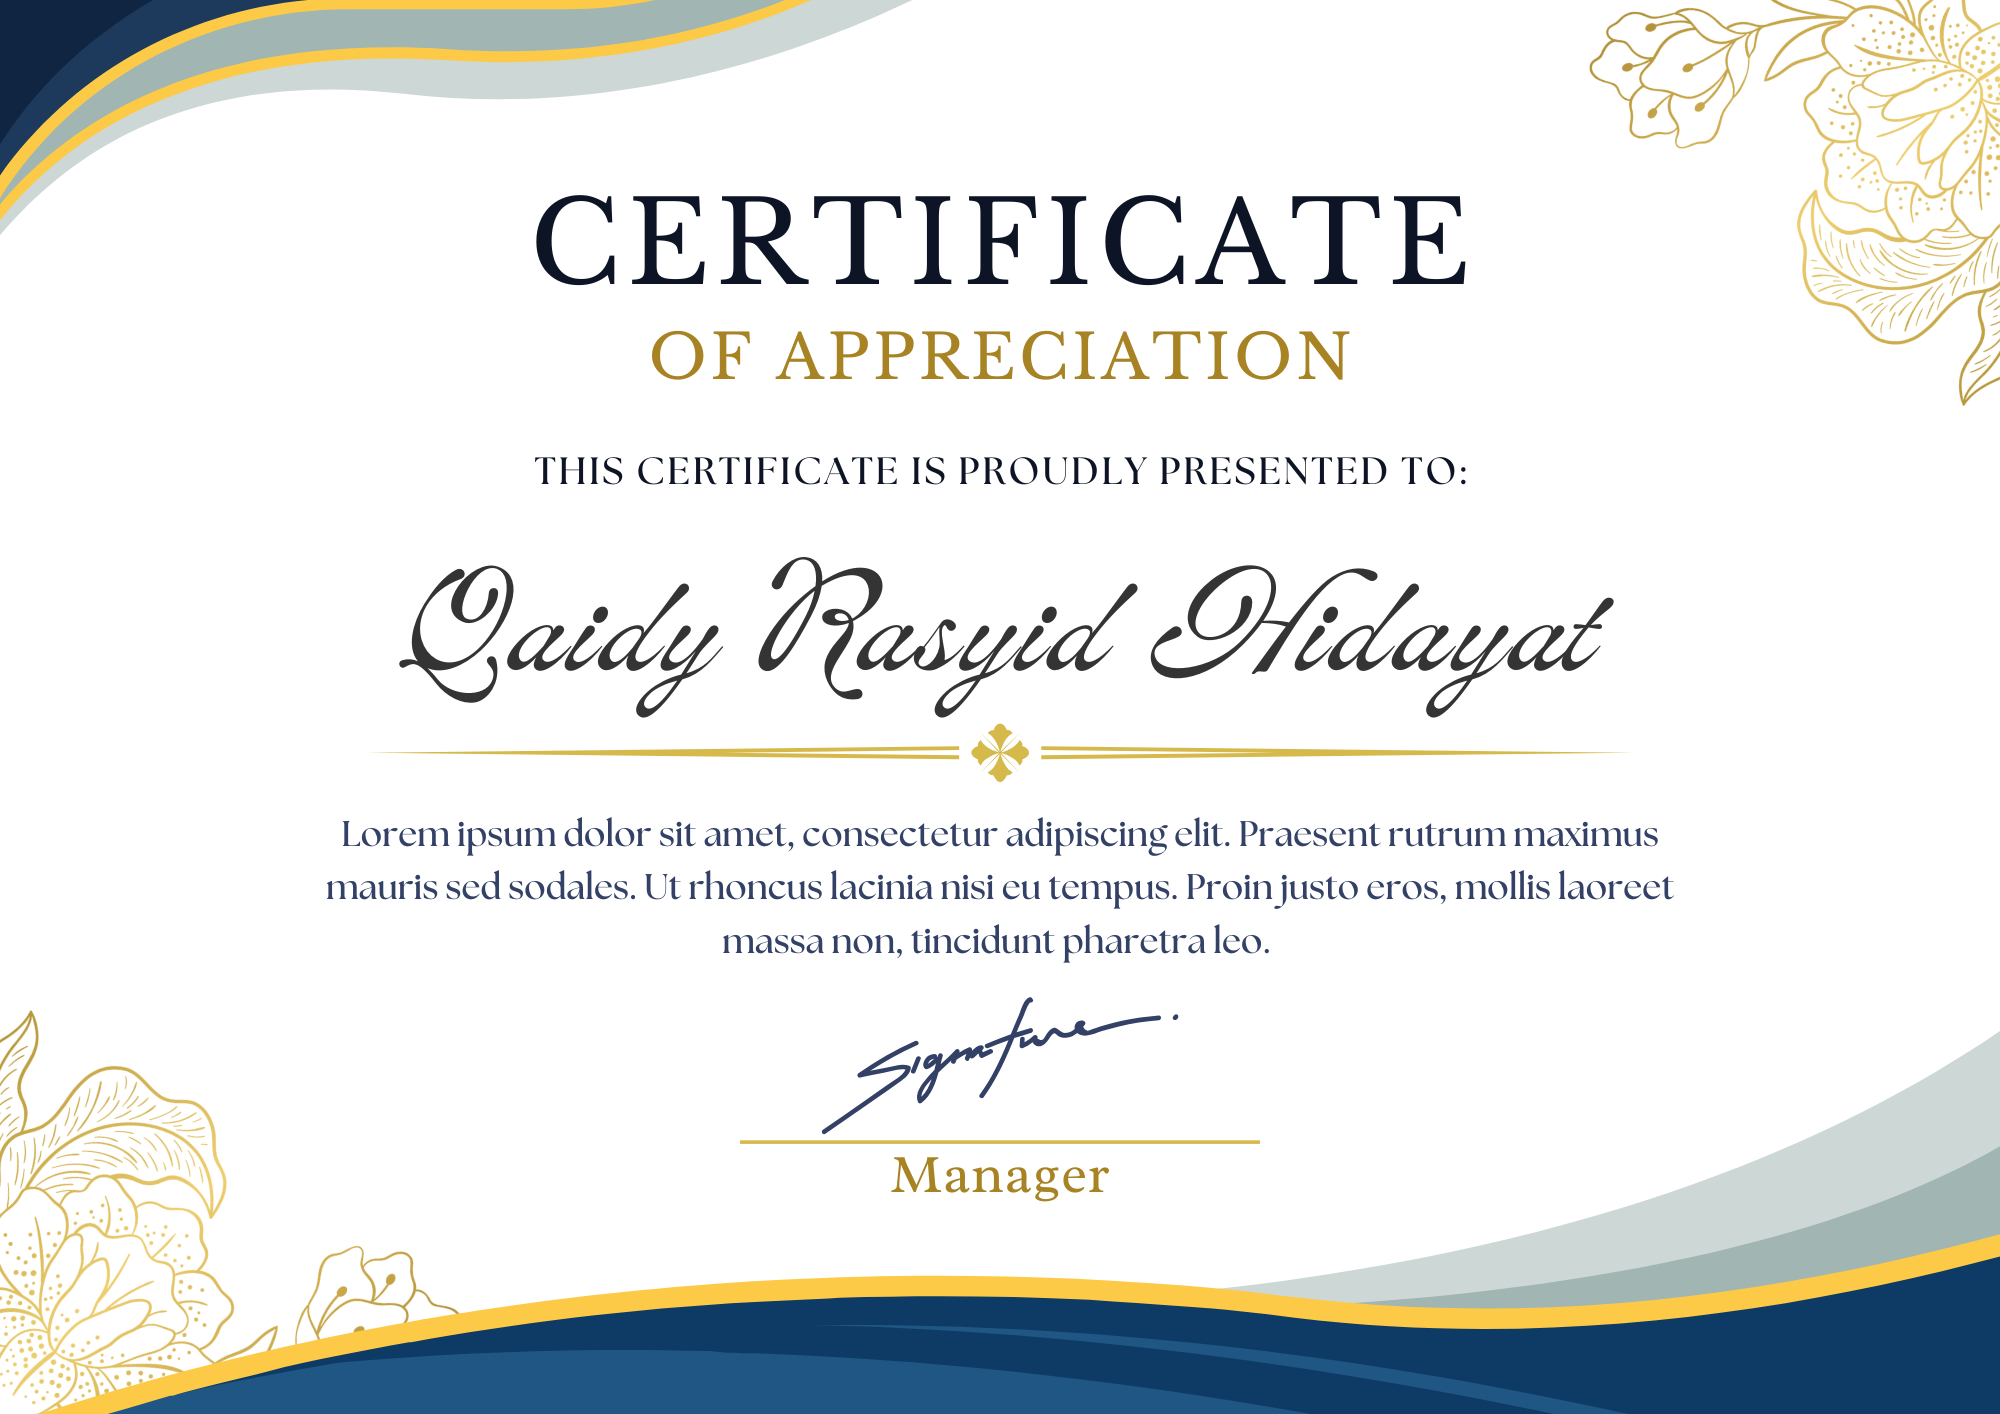 CERTIFICATE
OF APPRECIATION
THIS CERTIFICATE IS PROUDLY PRESENTED TO:
Qaidy Rasyid Hidayat
Lorem ipsum dolor sit amet, consectetur adipiscing elit. Praesent rutrum maximus
mauris sed sodales. Ut rhoncus lacinia nisi eu tempus. Proin justo eros, mollis laoreet
massa non, tincidunt pharetra leo.
Signature.
Manager